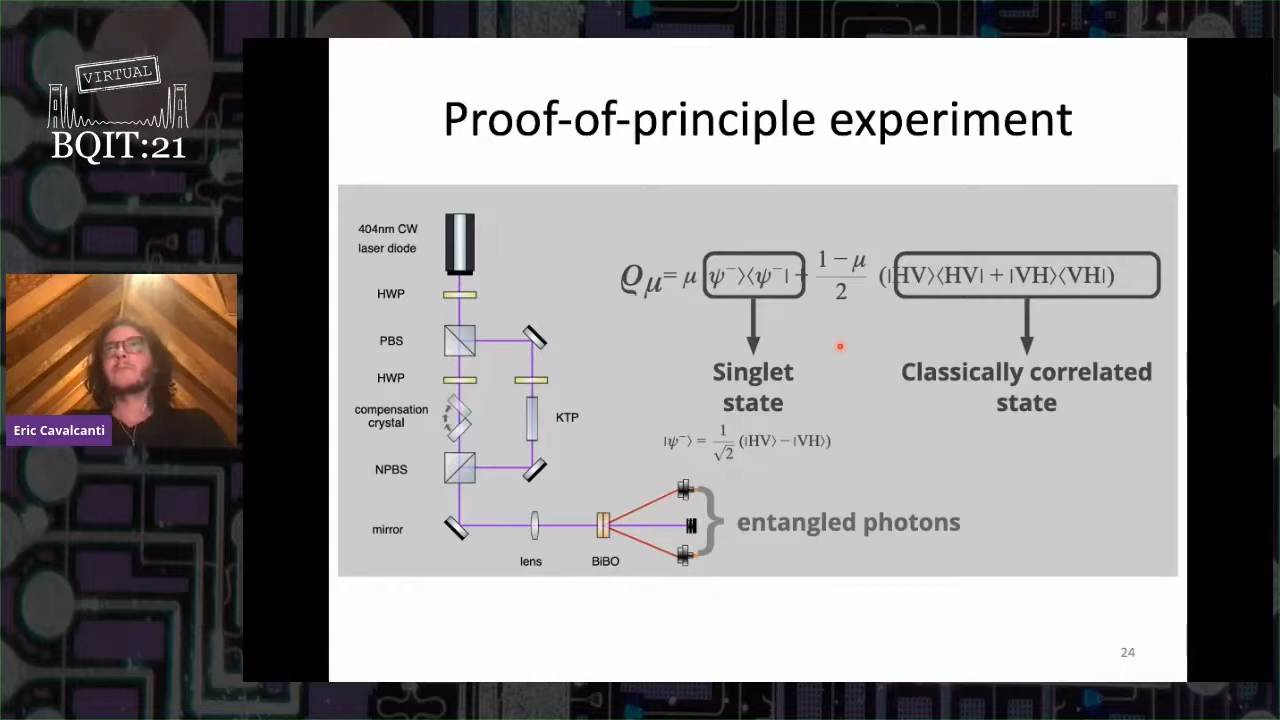 VIRTUAL
BQIT:21
Eric Cavalcanti
Proof-of-principle experiment
404nm CW
laser diode
HWP
PBS
HWP
compensation
crystal
KTP
NPBS
mirror
lens
BiBO
ϱμ = μ |ψ⁻⟩⟨ψ⁻| + 1 − μ / 2 (|HV⟩⟨HV| + |VH⟩⟨VH|)
Singlet
state
Classically correlated
state
|ψ⁻⟩ = 1 / √2 (|HV⟩ − |VH⟩)
entangled photons
24